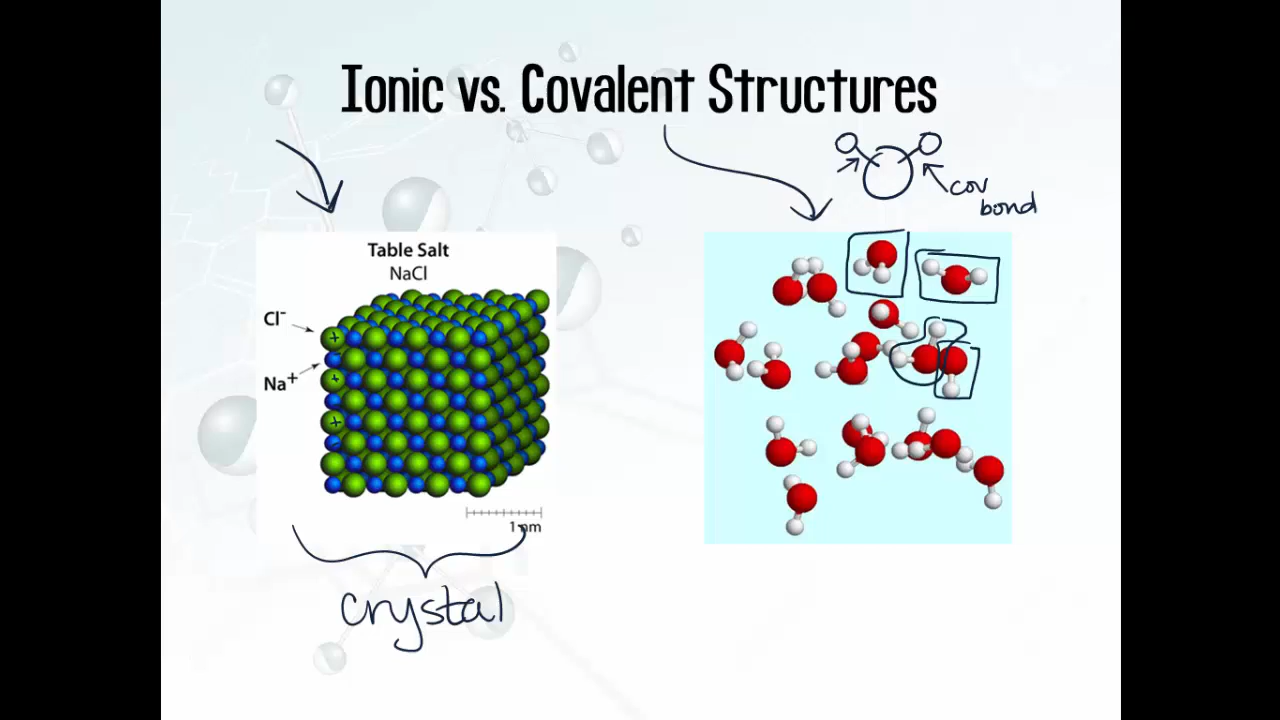 Ionic vs. Covalent Structures
cov
bond
Table Salt
NaCl
Cl⁻
Na⁺
+
+
+
1 nm
crystal